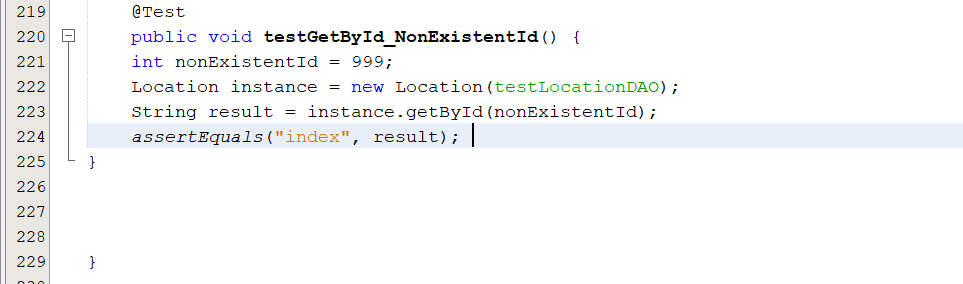 219 @Test
220 public void testGetById_NonExistentId() {
221 int nonExistentId = 999;
222 Location instance = new Location(testLocationDAO);
223 String result = instance.getById(nonExistentId);
224 assertEquals("index", result);
225 }
226
227
228
229 }